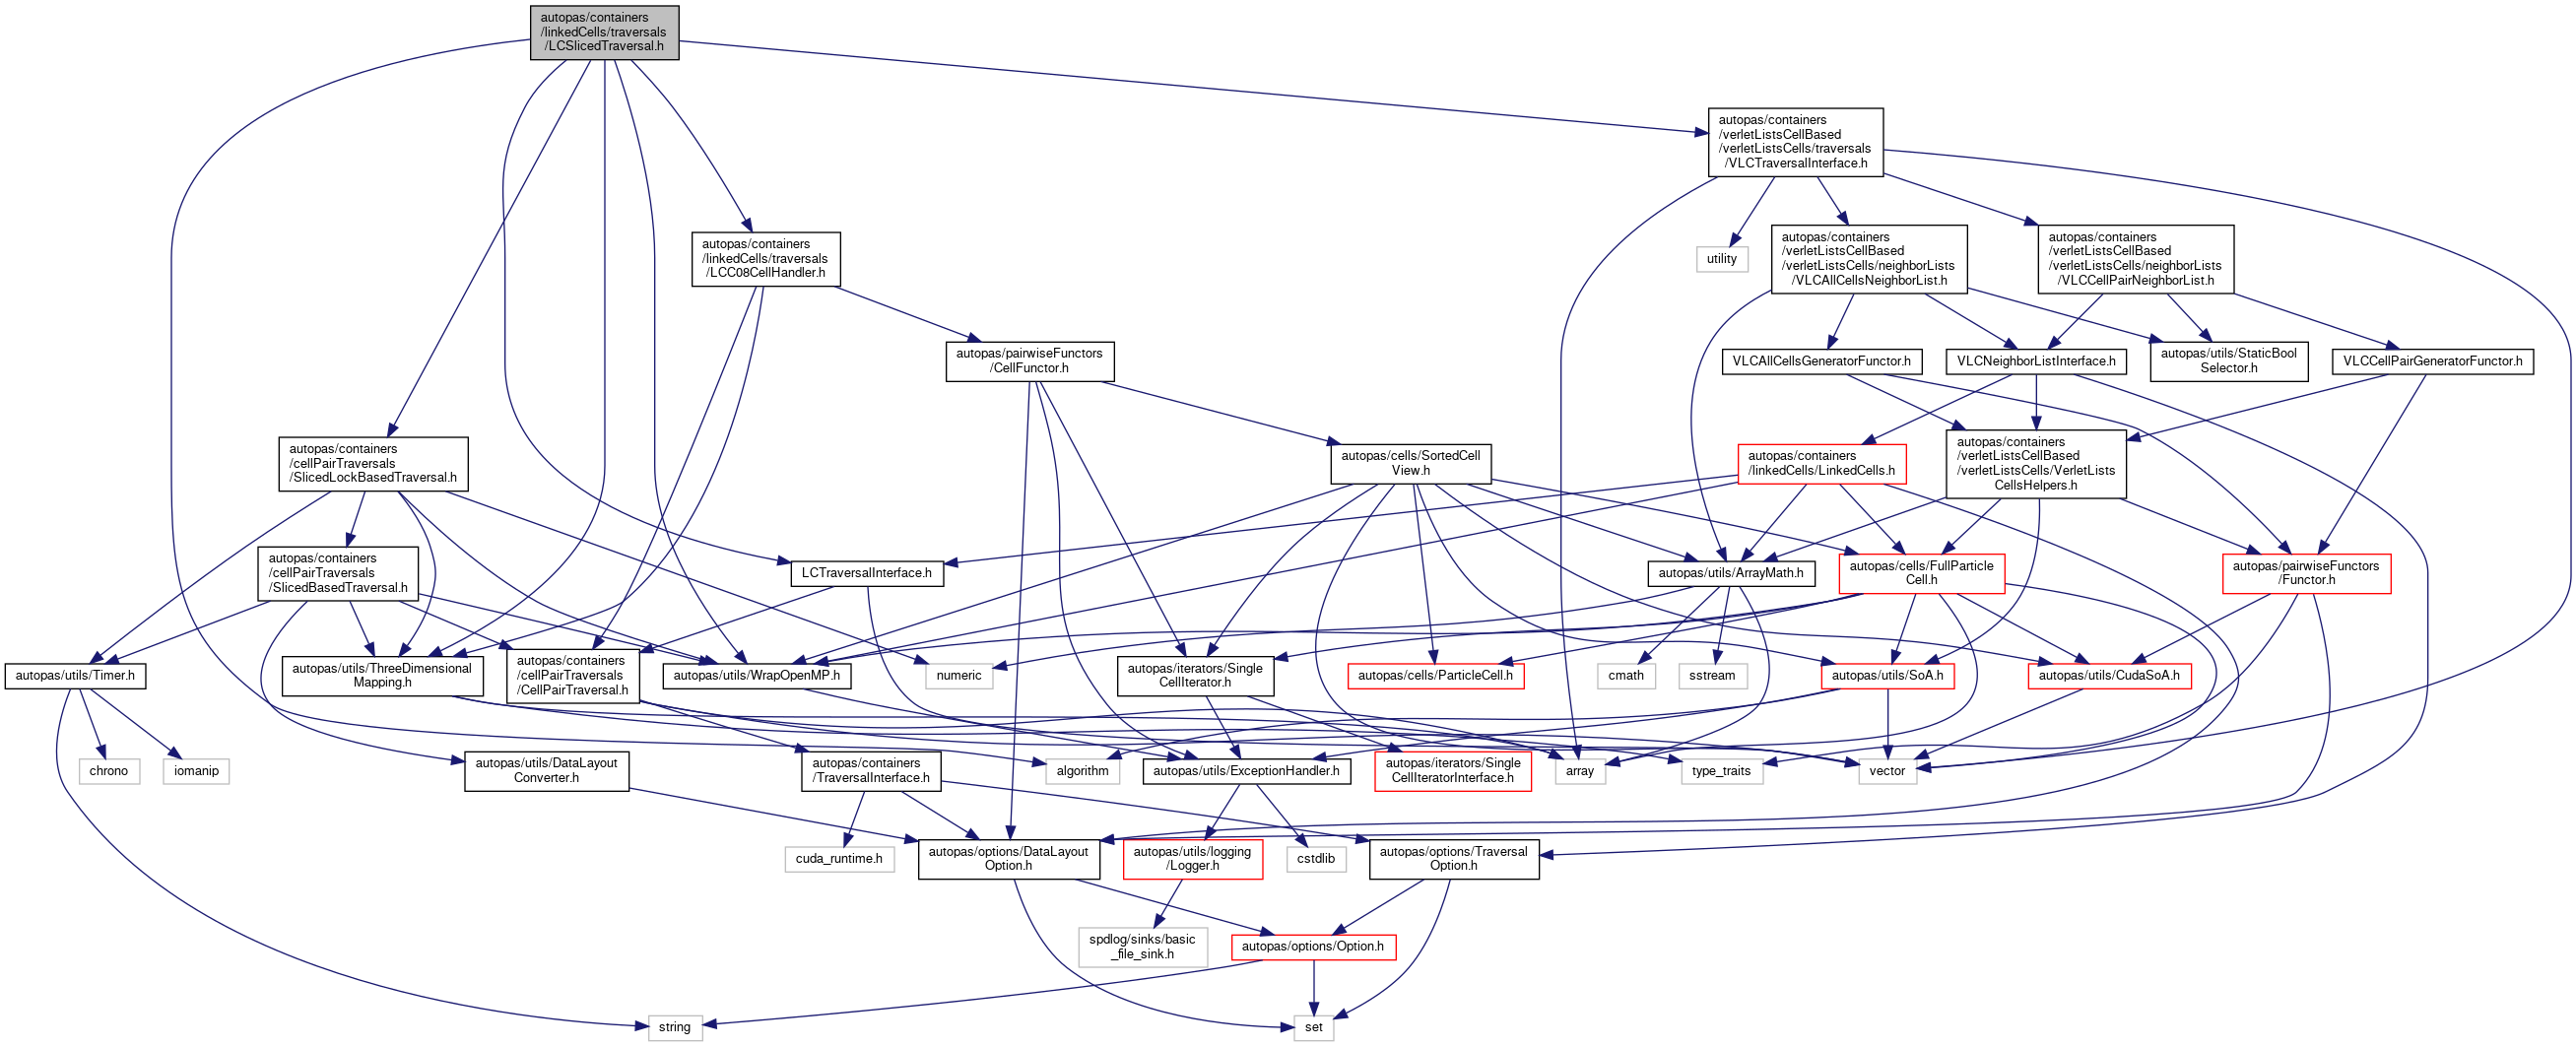 autopas/containers
/linkedCells/traversals
/LCSlicedTraversal.h
autopas/containers
/verletListsCellBased
/verletListsCells/traversals
/VLCTraversalInterface.h
autopas/containers
/linkedCells/traversals
/LCC08CellHandler.h
utility
autopas/containers
/verletListsCellBased
/verletListsCells/neighborLists
/VLCAllCellsNeighborList.h
autopas/containers
/verletListsCellBased
/verletListsCells/neighborLists
/VLCCellPairNeighborList.h
autopas/pairwiseFunctors
/CellFunctor.h
VLCAllCellsGeneratorFunctor.h
VLCNeighborListInterface.h
autopas/utils/StaticBool
Selector.h
VLCCellPairGeneratorFunctor.h
autopas/containers
/cellPairTraversals
/SlicedLockBasedTraversal.h
autopas/cells/SortedCell
View.h
autopas/containers
/linkedCells/LinkedCells.h
autopas/containers
/verletListsCellBased
/verletListsCells/VerletLists
CellsHelpers.h
autopas/containers
/cellPairTraversals
/SlicedBasedTraversal.h
LCTraversalInterface.h
autopas/utils/ArrayMath.h
autopas/cells/FullParticle
Cell.h
autopas/pairwiseFunctors
/Functor.h
autopas/utils/Timer.h
autopas/utils/ThreeDimensional
Mapping.h
autopas/containers
/cellPairTraversals
/CellPairTraversal.h
autopas/utils/WrapOpenMP.h
numeric
autopas/iterators/Single
CellIterator.h
autopas/cells/ParticleCell.h
cmath
sstream
autopas/utils/SoA.h
autopas/utils/CudaSoA.h
chrono
iomanip
autopas/utils/DataLayout
Converter.h
autopas/containers
/TraversalInterface.h
algorithm
autopas/utils/ExceptionHandler.h
autopas/iterators/Single
CellIteratorInterface.h
array
type_traits
vector
cuda_runtime.h
autopas/options/DataLayout
Option.h
autopas/utils/logging
/Logger.h
cstdlib
autopas/options/Traversal
Option.h
spdlog/sinks/basic
_file_sink.h
autopas/options/Option.h
string
set